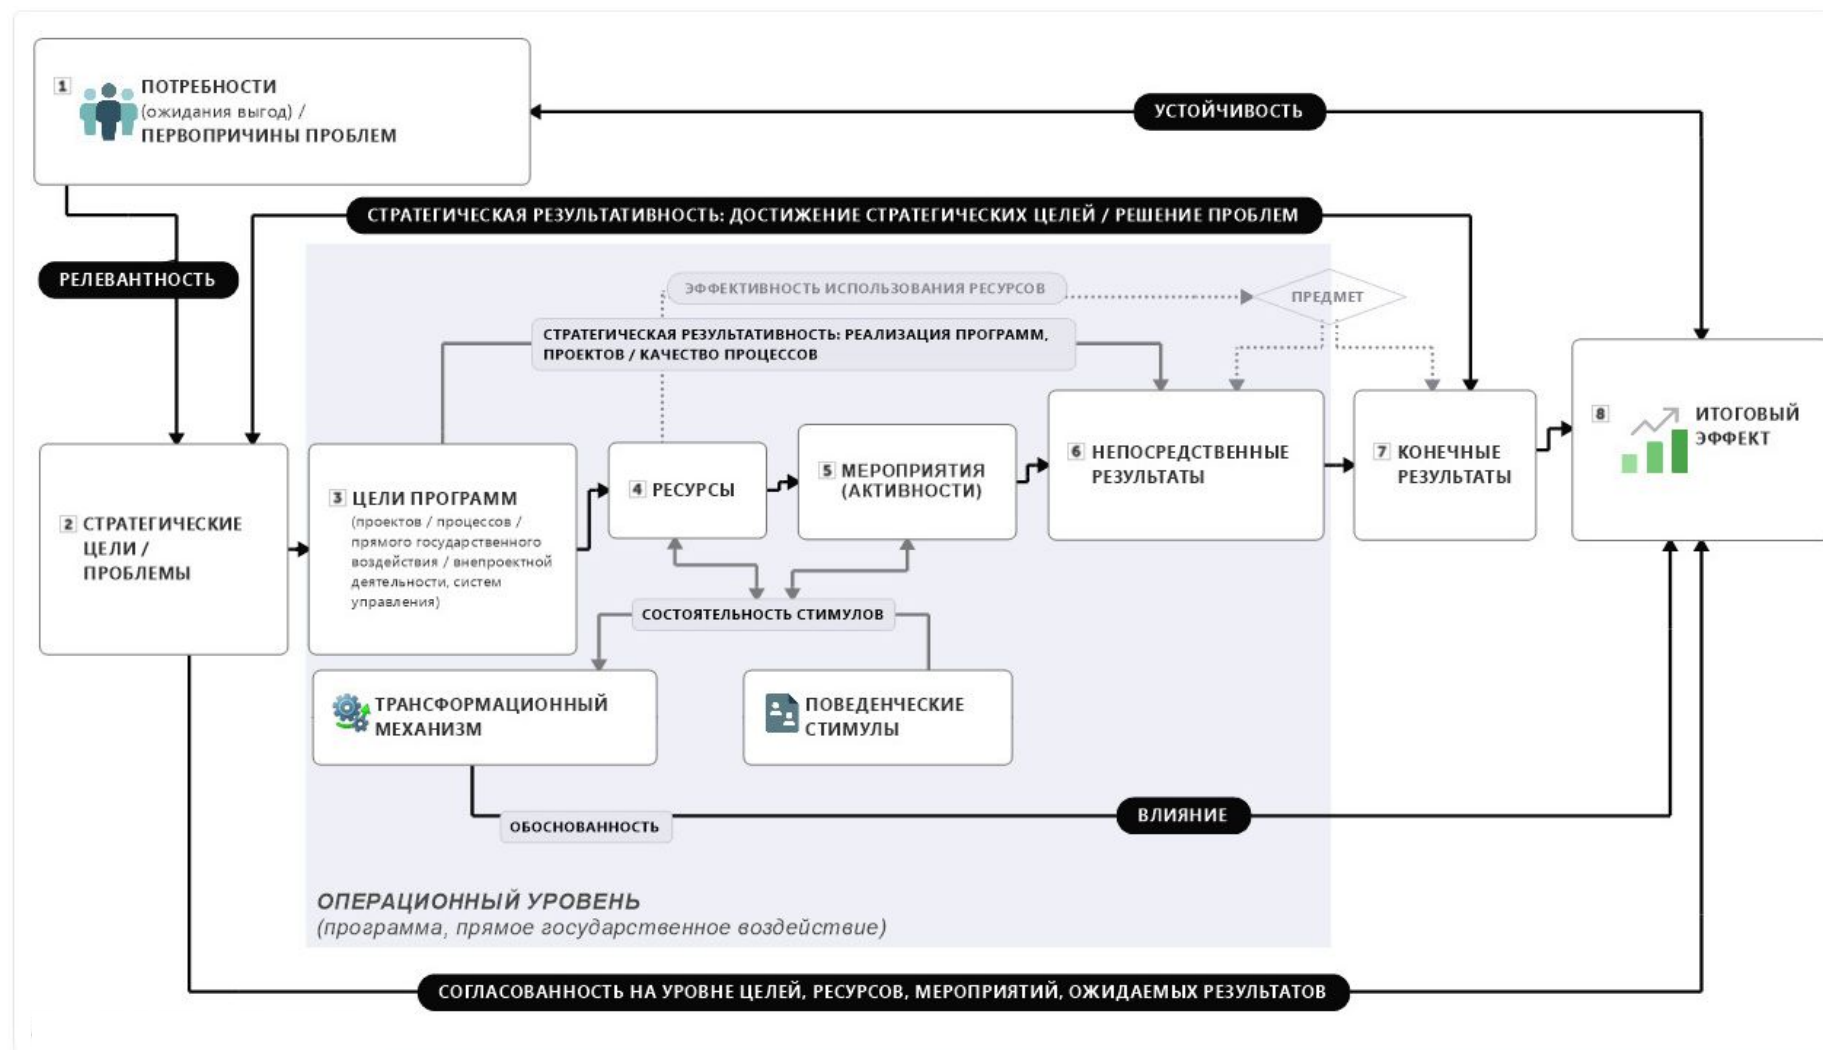 1 ПОТРЕБНОСТИ
(ожидания выгод) /
ПЕРВОПРИЧИНЫ ПРОБЛЕМ
УСТОЙЧИВОСТЬ
СТРАТЕГИЧЕСКАЯ РЕЗУЛЬТАТИВНОСТЬ: ДОСТИЖЕНИЕ СТРАТЕГИЧЕСКИХ ЦЕЛЕЙ / РЕШЕНИЕ ПРОБЛЕМ
РЕЛЕВАНТНОСТЬ
ЭФФЕКТИВНОСТЬ ИСПОЛЬЗОВАНИЯ РЕСУРСОВ
ПРЕДМЕТ
СТРАТЕГИЧЕСКАЯ РЕЗУЛЬТАТИВНОСТЬ: РЕАЛИЗАЦИЯ ПРОГРАММ,
ПРОЕКТОВ / КАЧЕСТВО ПРОЦЕССОВ
2 СТРАТЕГИЧЕСКИЕ
ЦЕЛИ /
ПРОБЛЕМЫ
3 ЦЕЛИ ПРОГРАММ
(проектов / процессов /
прямого государственного
воздействия / внепроектной
деятельности, систем
управления)
4 РЕСУРСЫ
5 МЕРОПРИЯТИЯ
(АКТИВНОСТИ)
6 НЕПОСРЕДСТВЕННЫЕ
РЕЗУЛЬТАТЫ
7 КОНЕЧНЫЕ
РЕЗУЛЬТАТЫ
8 ИТОГОВЫЙ
ЭФФЕКТ
СОСТОЯТЕЛЬНОСТЬ СТИМУЛОВ
ТРАНСФОРМАЦИОННЫЙ
МЕХАНИЗМ
ПОВЕДЕНЧЕСКИЕ
СТИМУЛЫ
ОБОСНОВАННОСТЬ
ВЛИЯНИЕ
ОПЕРАЦИОННЫЙ УРОВЕНЬ
(программа, прямое государственное воздействие)
СОГЛАСОВАННОСТЬ НА УРОВНЕ ЦЕЛЕЙ, РЕСУРСОВ, МЕРОПРИЯТИЙ, ОЖИДАЕМЫХ РЕЗУЛЬТАТОВ